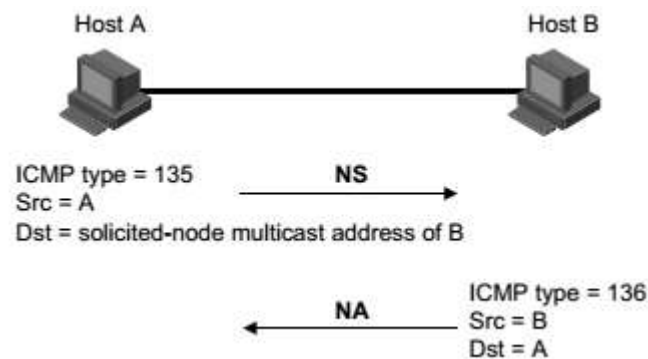 Host A
Host B
ICMP type = 135
NS
Src = A
Dst = solicited-node multicast address of B
ICMP type = 136
NA
Src = B
Dst = A